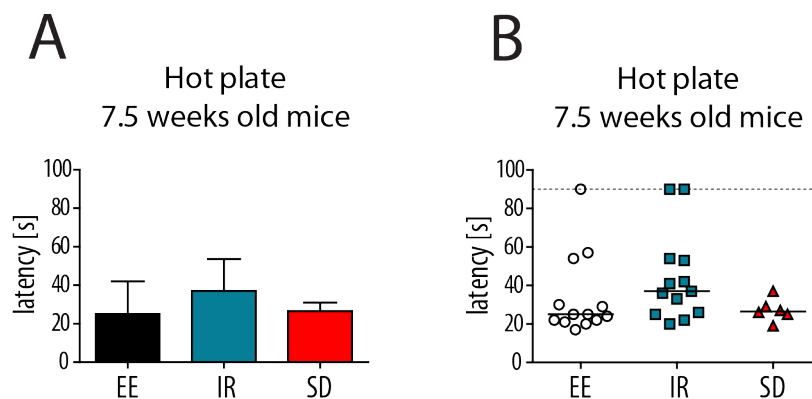 A
Hot plate
7.5 weeks old mice
latency [s]
100
80
60
40
20
0
EE IR SD
B
Hot plate
7.5 weeks old mice
latency [s]
100
80
60
40
20
0
EE IR SD